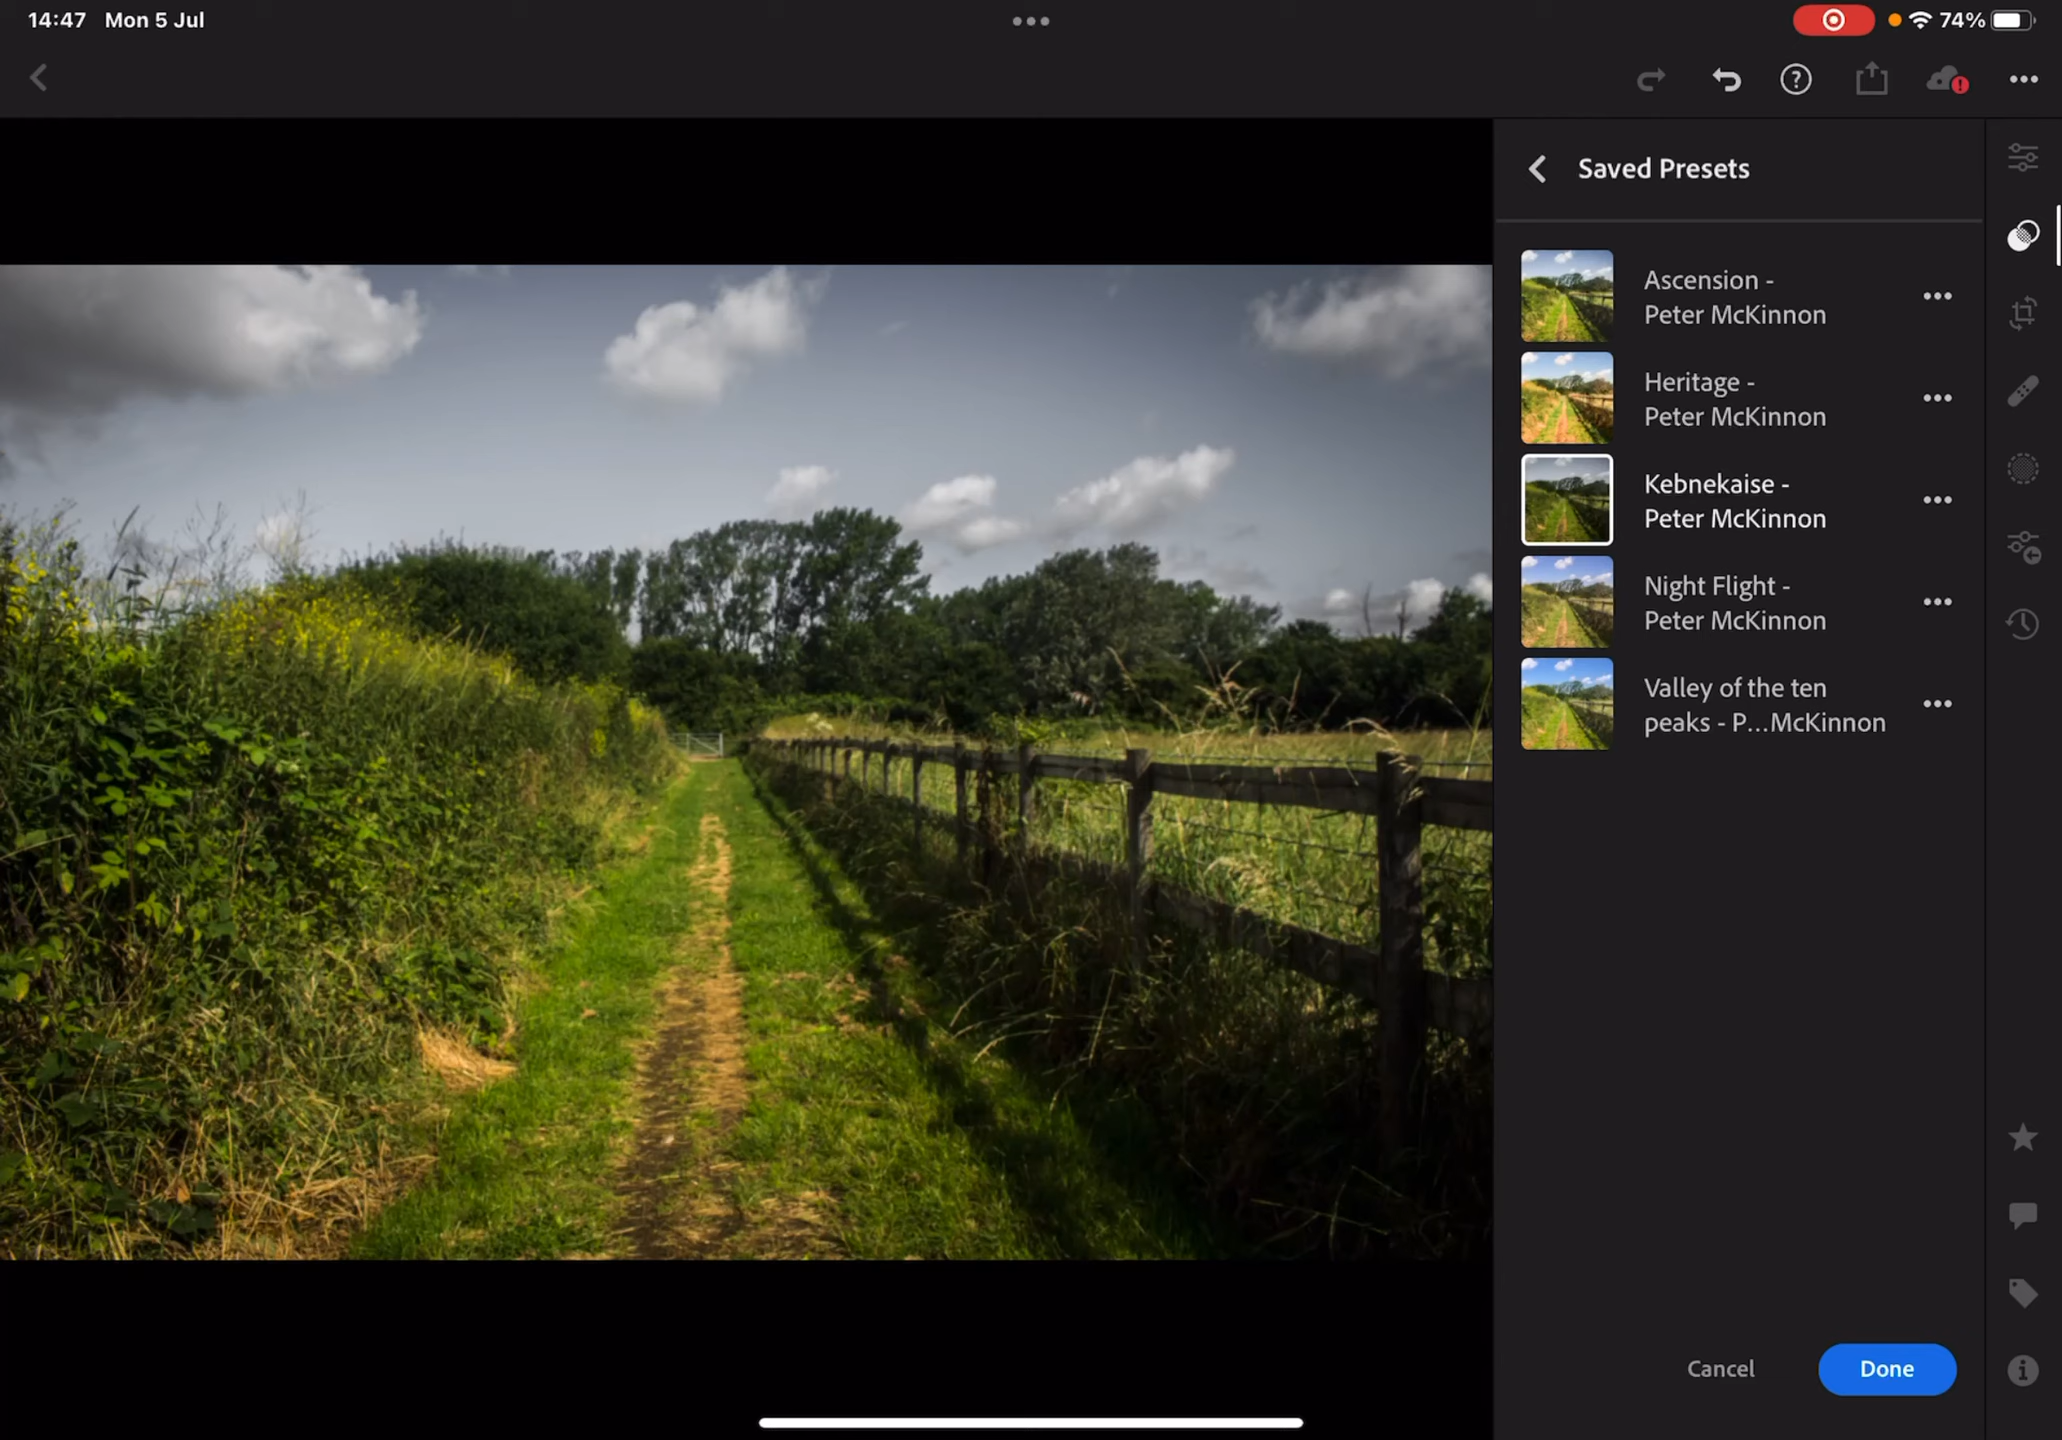 14:47 Mon 5 Jul
74%
Saved Presets
Ascension -
Peter McKinnon
Heritage -
Peter McKinnon
Kebnekaise -
Peter McKinnon
Night Flight -
Peter McKinnon
Valley of the ten
peaks - P...McKinnon
Cancel
Done